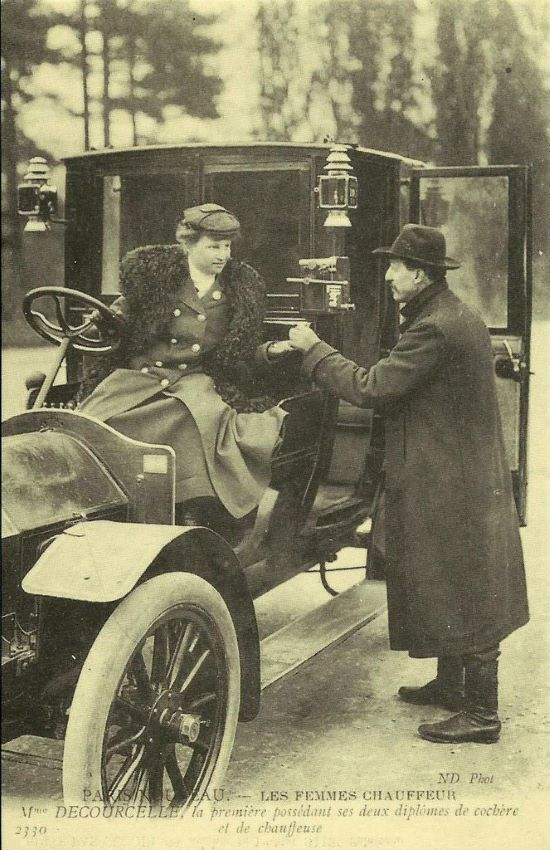 ND Phot
PARIS NOUVEAU. — LES FEMMES CHAUFFEUR
Mme DECOURCELLE, la première possédant ses deux diplômes de cochère
2330 et de chauffeuse